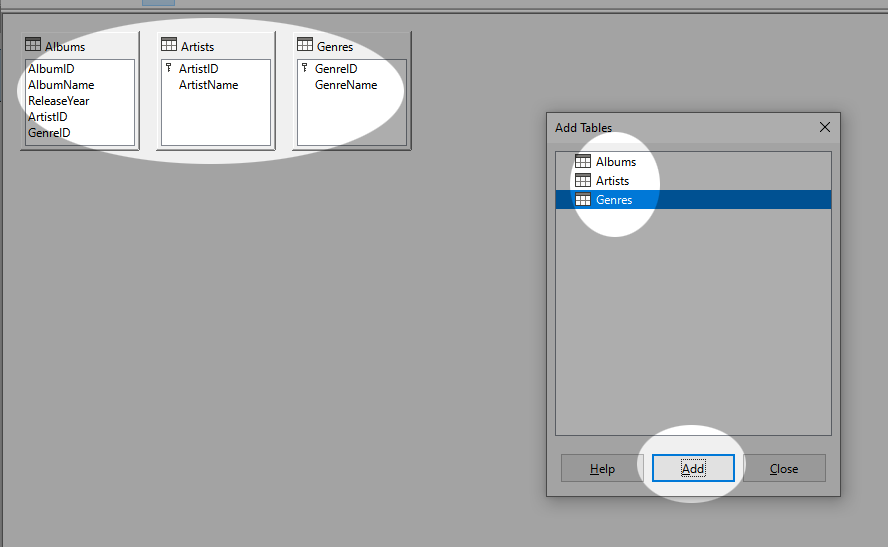 Albums
AlbumID
AlbumName
ReleaseYear
ArtistID
GenreID
Artists
ArtistID
ArtistName
Genres
GenreID
GenreName
Add Tables
Albums
Artists
Genres
Help Add Close